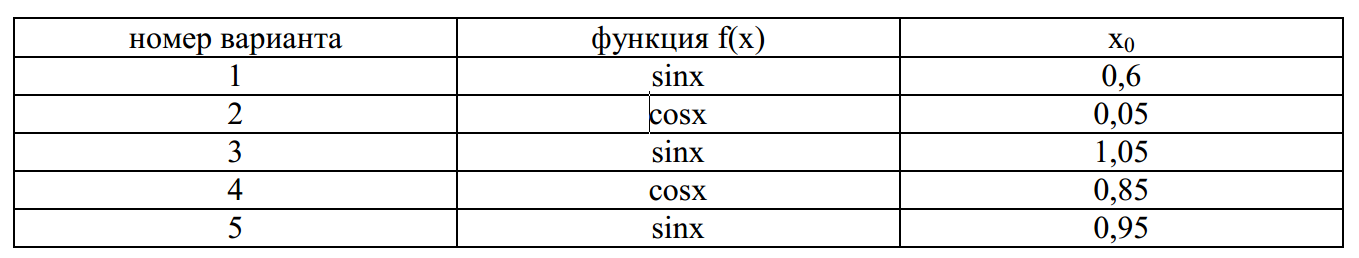 номер варианта функция f(x) x₀
1 sinx 0,6
2 cosx 0,05
3 sinx 1,05
4 cosx 0,85
5 sinx 0,95